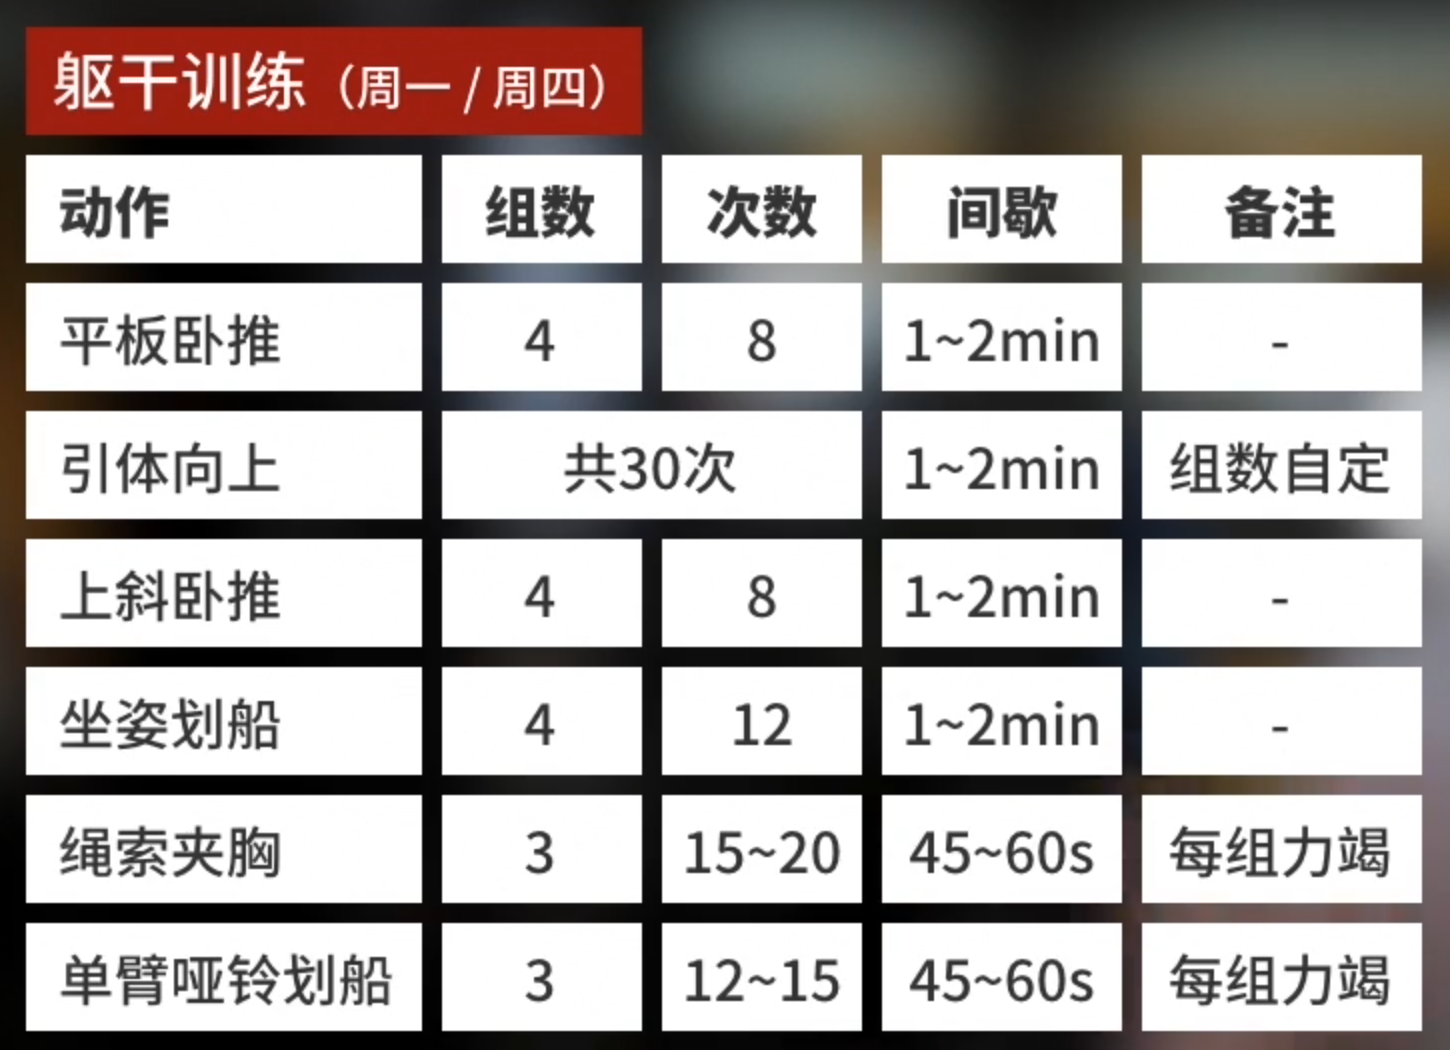 躯干训练（周一 / 周四）
动作 组数 次数 间歇 备注
平板卧推 4 8 1~2min -
引体向上 共30次 1~2min 组数自定
上斜卧推 4 8 1~2min -
坐姿划船 4 12 1~2min -
绳索夹胸 3 15~20 45~60s 每组力竭
单臂哑铃划船 3 12~15 45~60s 每组力竭